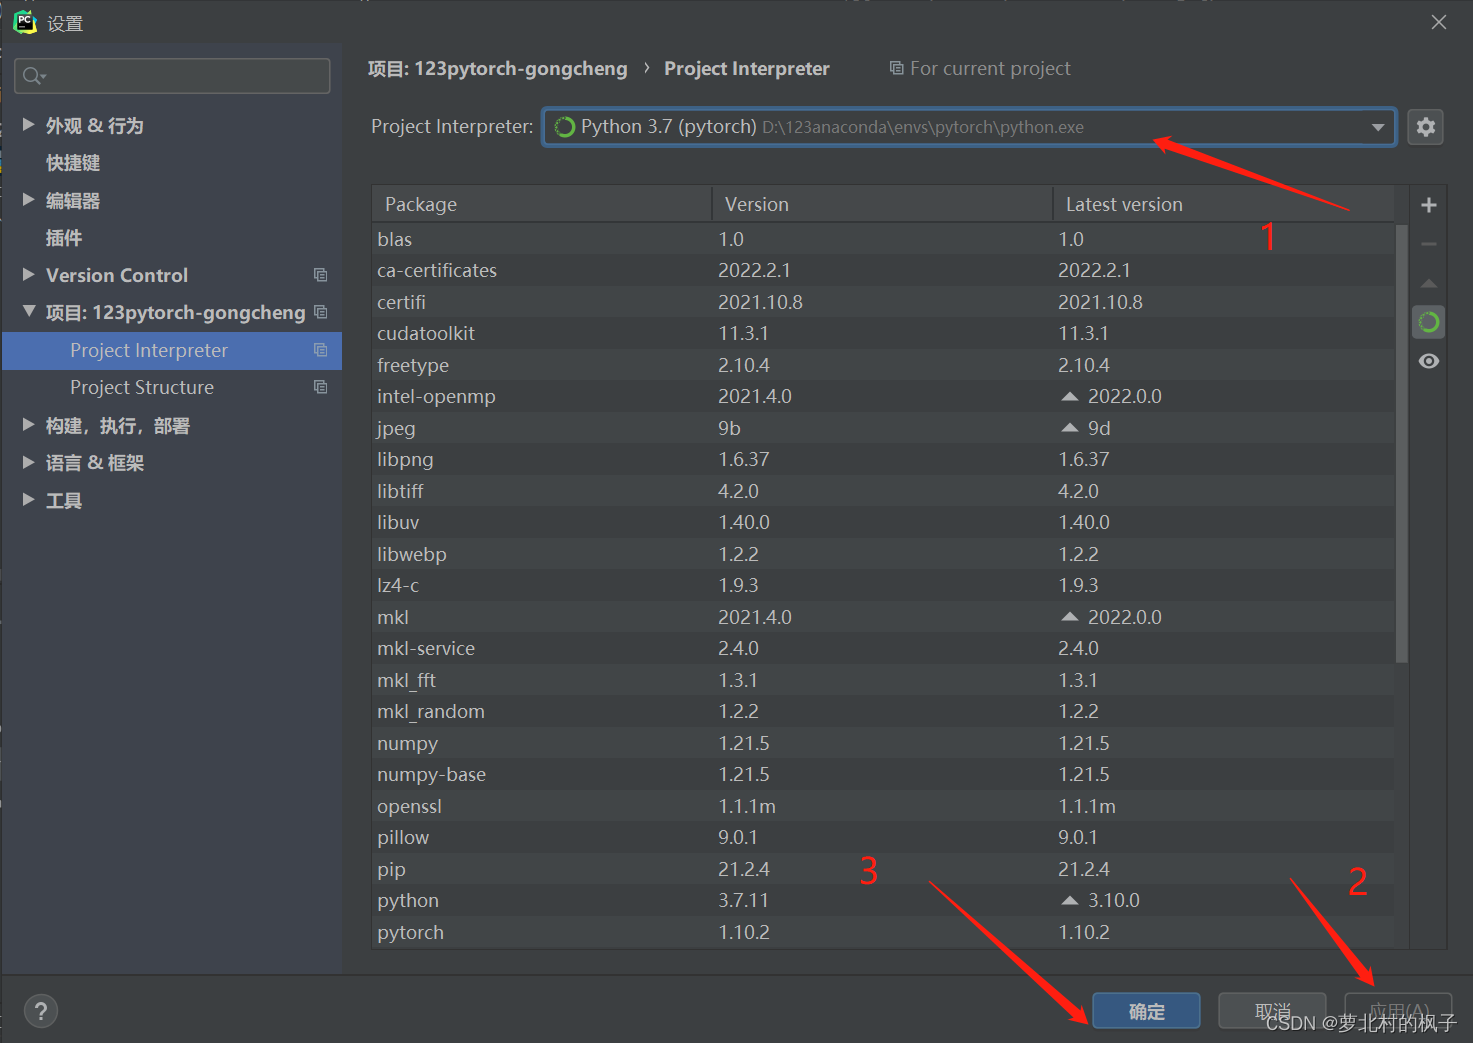 PC 设置
项目: 123pytorch-gongcheng › Project Interpreter For current project
Project Interpreter: Python 3.7 (pytorch) D:\123anaconda\envs\pytorch\python.exe
外观 & 行为
快捷键
编辑器
插件
Version Control
项目: 123pytorch-gongcheng
Project Interpreter
Project Structure
构建，执行，部署
语言 & 框架
工具
Package Version Latest version
blas 1.0 1.0
ca-certificates 2022.2.1 2022.2.1
certifi 2021.10.8 2021.10.8
cudatoolkit 11.3.1 11.3.1
freetype 2.10.4 2.10.4
intel-openmp 2021.4.0 2022.0.0
jpeg 9b 9d
libpng 1.6.37 1.6.37
libtiff 4.2.0 4.2.0
libuv 1.40.0 1.40.0
libwebp 1.2.2 1.2.2
lz4-c 1.9.3 1.9.3
mkl 2021.4.0 2022.0.0
mkl-service 2.4.0 2.4.0
mkl_fft 1.3.1 1.3.1
mkl_random 1.2.2 1.2.2
numpy 1.21.5 1.21.5
numpy-base 1.21.5 1.21.5
openssl 1.1.1m 1.1.1m
pillow 9.0.1 9.0.1
pip 21.2.4 21.2.4
python 3.7.11 3.10.0
pytorch 1.10.2 1.10.2
1
3
2
? 确定 取消 应用(A)
CSDN @萝北村的枫子